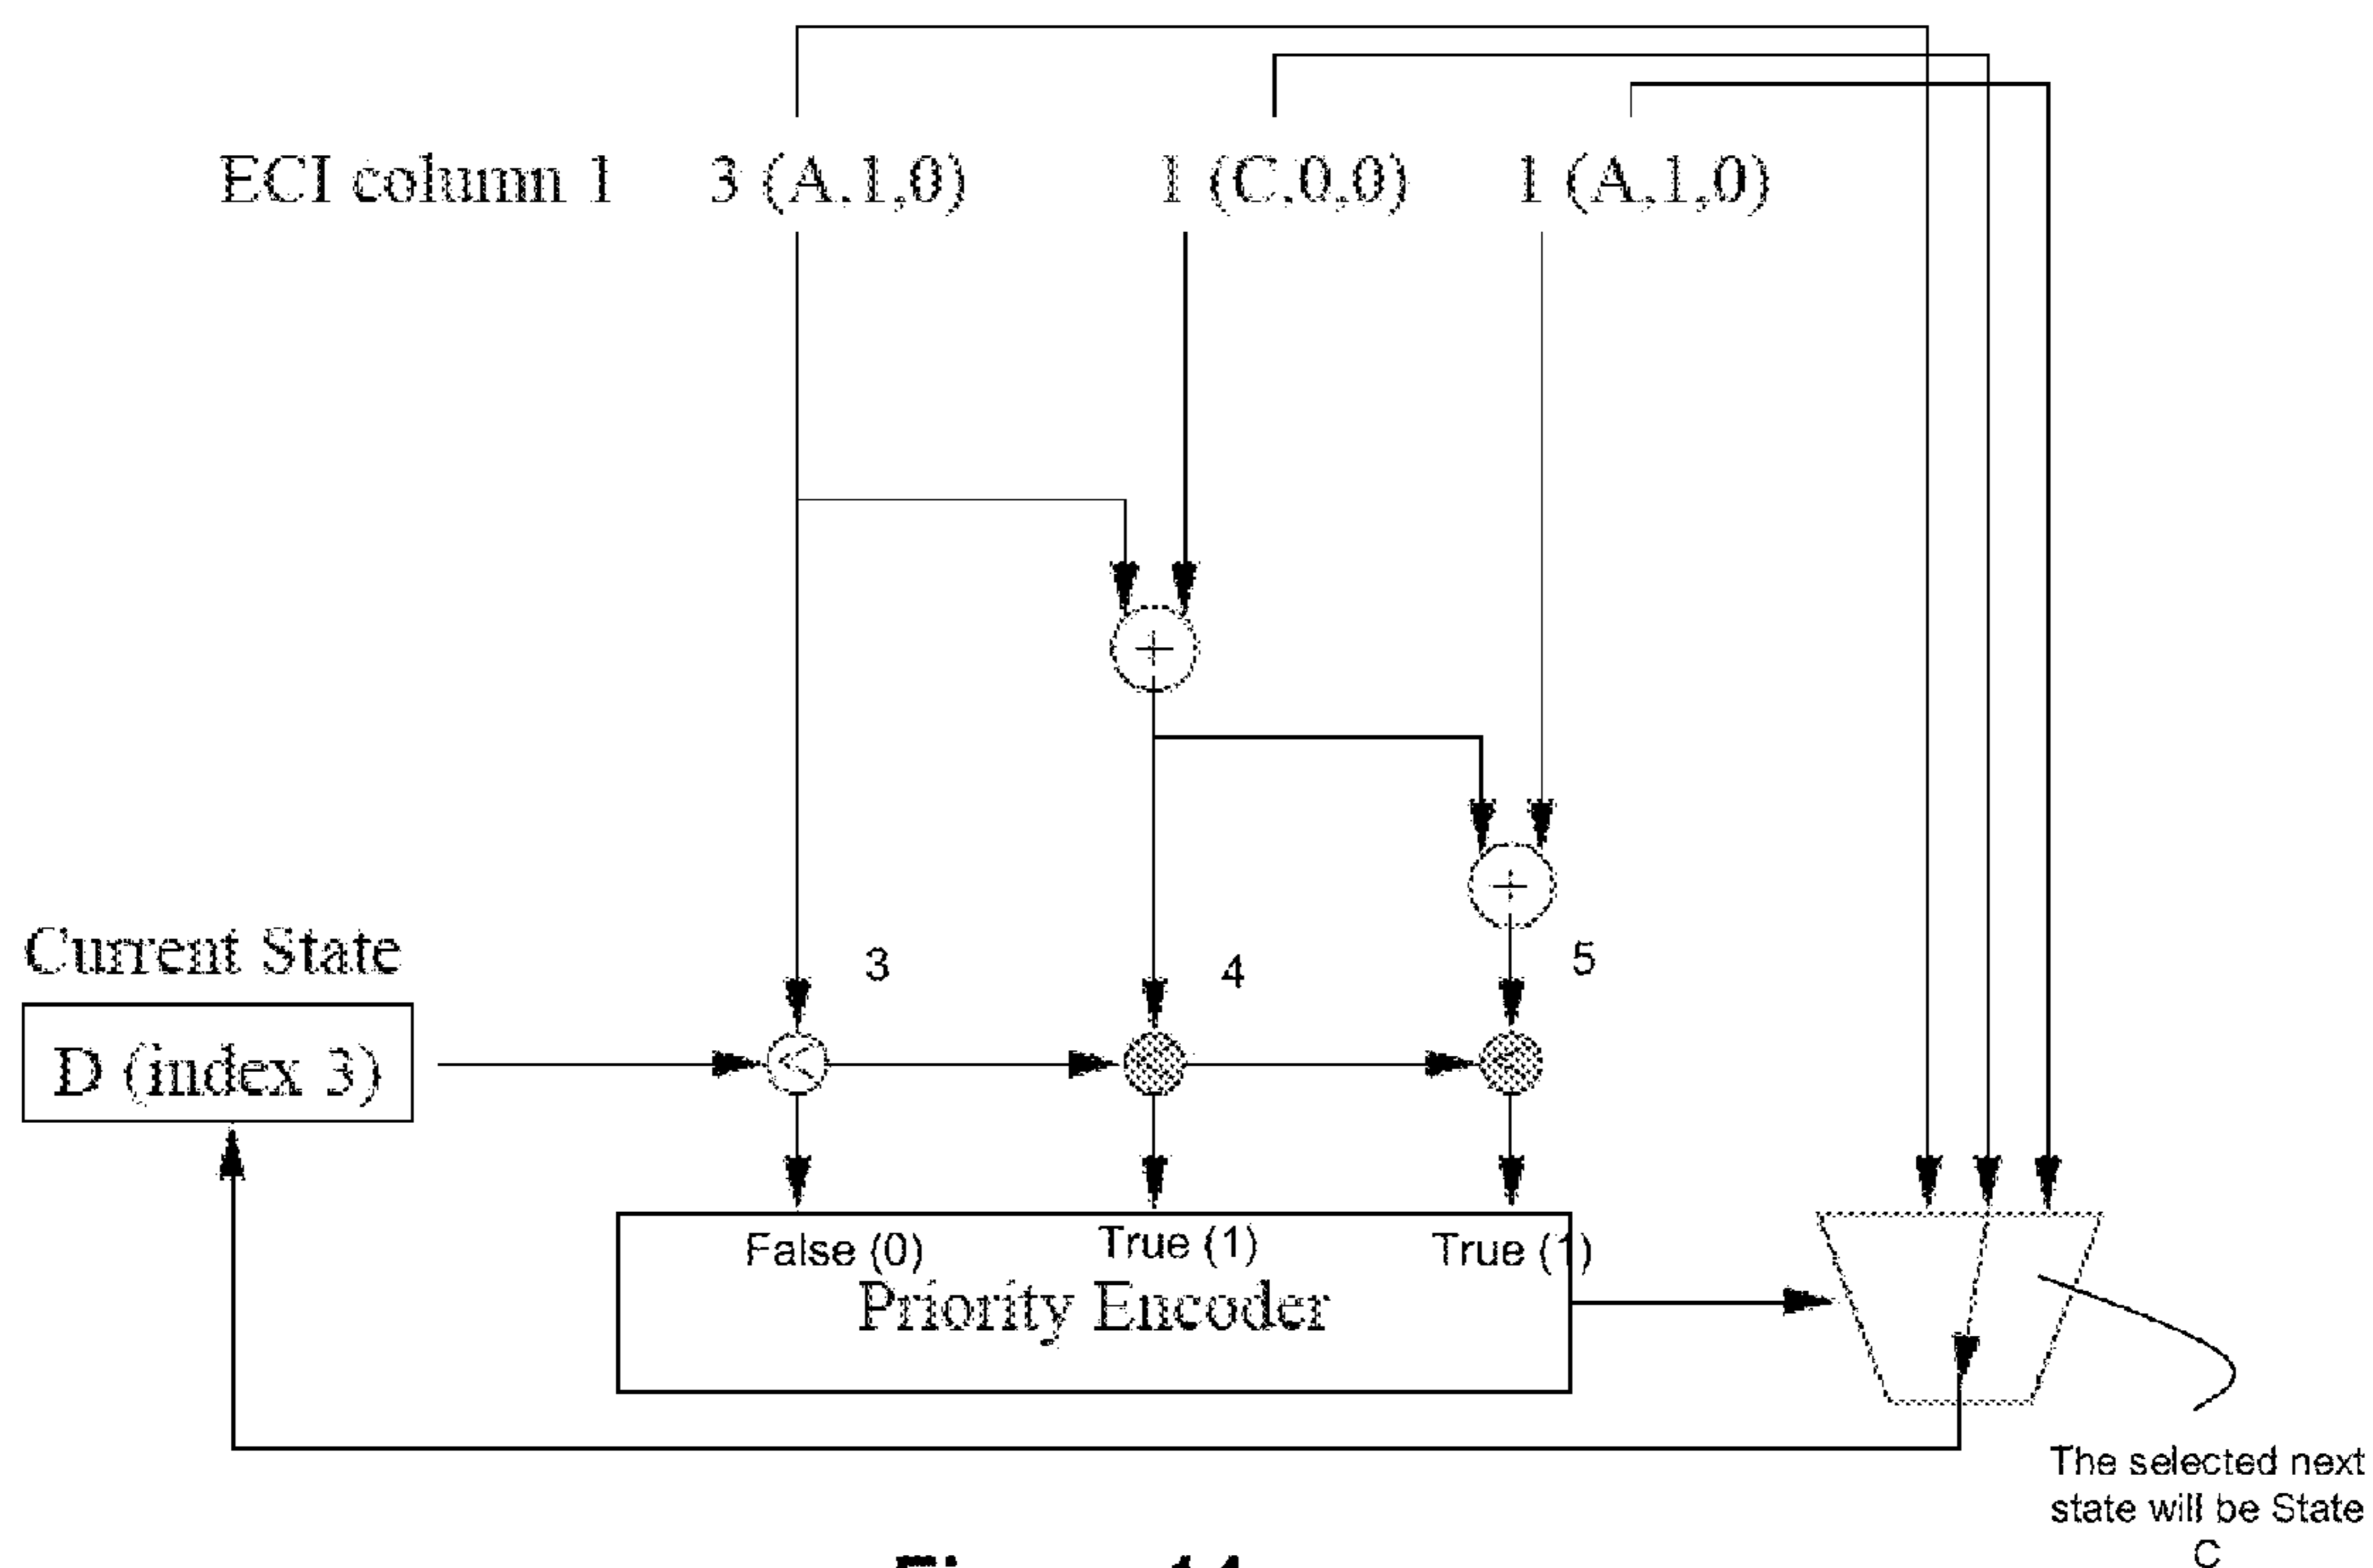 ECI column 1 3 (A.1,0) 1 (C.0,0) 1 (A,1,0)
+
+
Current State
3 4 5
D (index 3)
<
False (0) True (1) True (1)
Priority Encoder
The selected next
state will be State
C